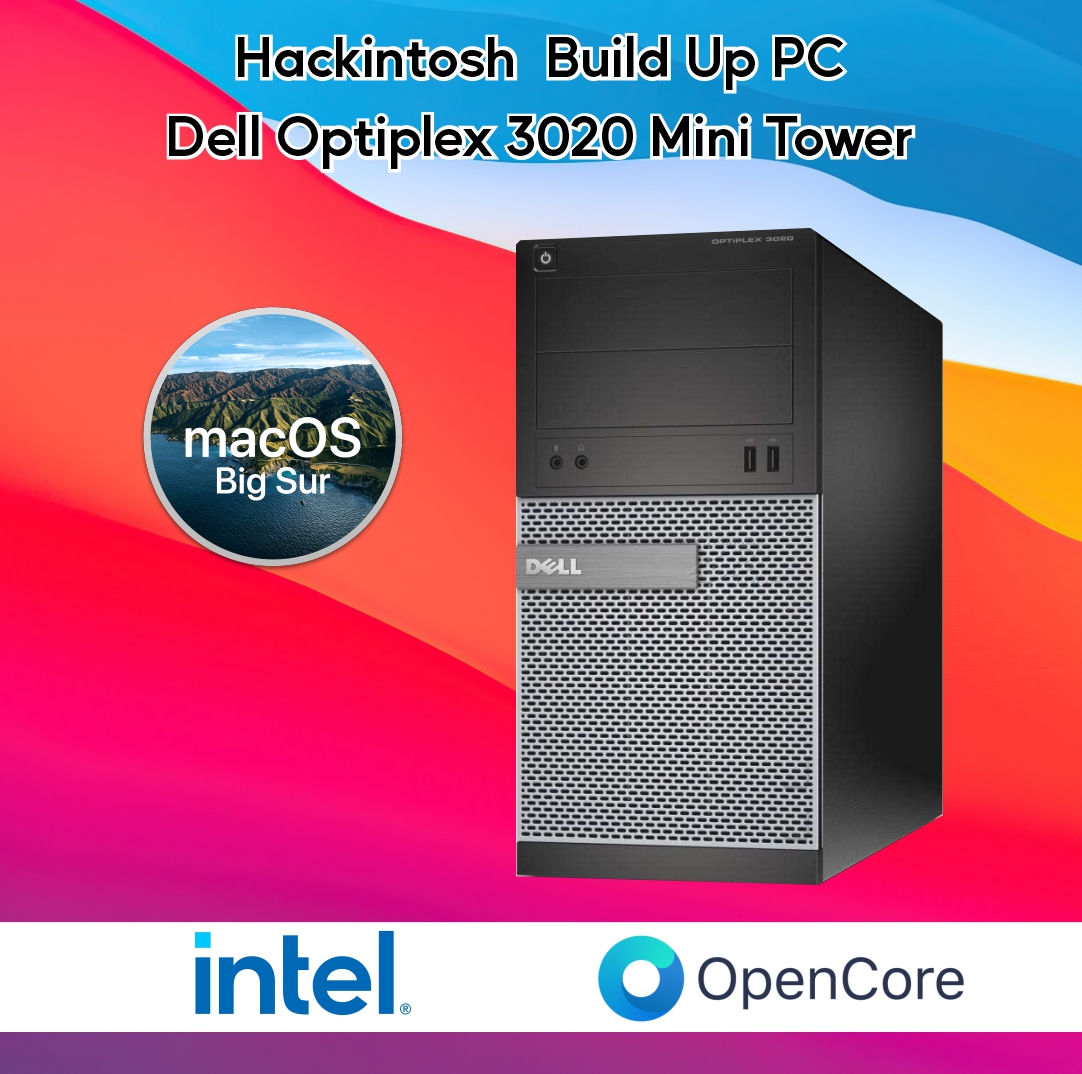 Hackintosh  Build Up PC
Dell Optiplex 3020 Mini Tower
OPTIPLEX 3020
macOS
Big Sur
DELL
intel®
OpenCore